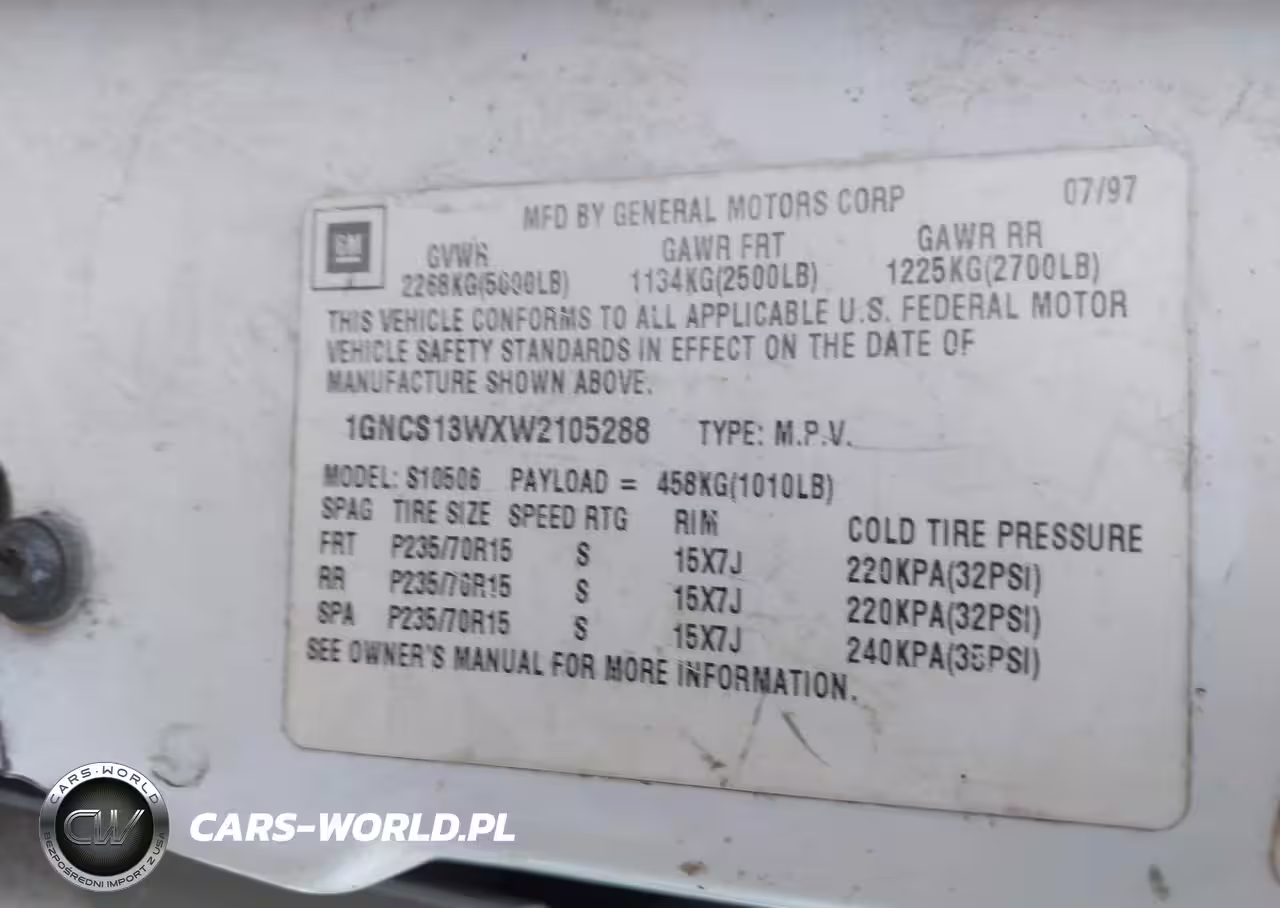 MFD BY GENERAL MOTORS CORP 07/97
GM
GVWR GAWR FRT GAWR RR
2268KG(5000LB) 1134KG(2500LB) 1225KG(2700LB)
THIS VEHICLE CONFORMS TO ALL APPLICABLE U.S. FEDERAL MOTOR
VEHICLE SAFETY STANDARDS IN EFFECT ON THE DATE OF
MANUFACTURE SHOWN ABOVE.
1GNCS13WXW2105288 TYPE: M.P.V.
MODEL: S10506 PAYLOAD = 458KG(1010LB)
SPAG TIRE SIZE SPEED RTG RIM COLD TIRE PRESSURE
FRT P235/70R15 S 15X7J 220KPA(32PSI)
RR P235/70R15 S 15X7J 220KPA(32PSI)
SPA P235/70R15 S 15X7J 240KPA(35PSI)
SEE OWNER'S MANUAL FOR MORE INFORMATION.
CARS-WORLD
CW
BEZPOŚREDNI IMPORT Z USA
CARS-WORLD.PL